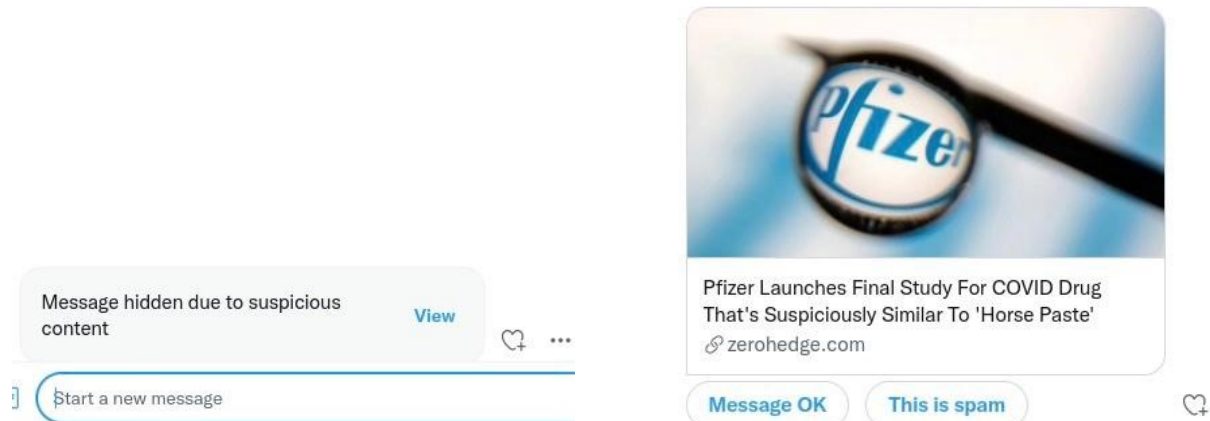 Message hidden due to suspicious
content
View
Start a new message
pfizer
Pfizer Launches Final Study For COVID Drug
That's Suspiciously Similar To 'Horse Paste'
zerohedge.com
Message OK
This is spam